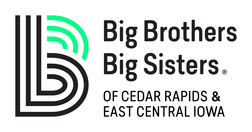 Big Brothers
Big Sisters®
OF CEDAR RAPIDS &
EAST CENTRAL IOWA